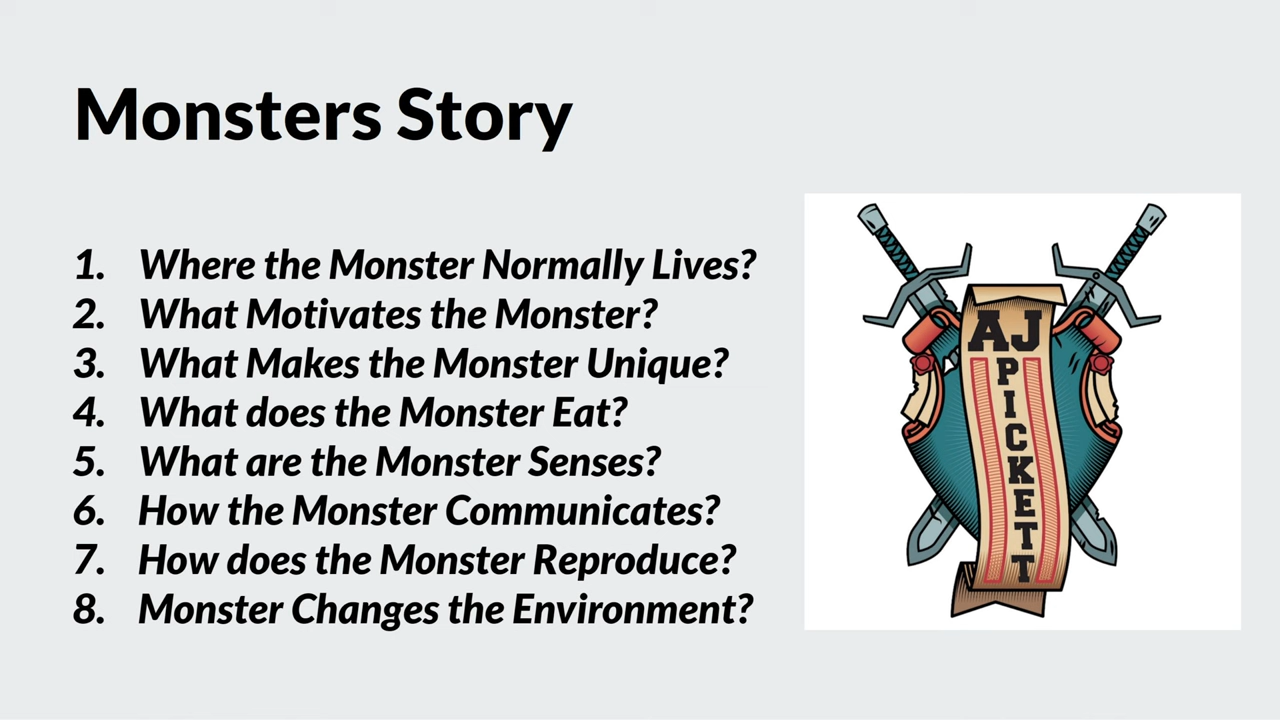 Monsters Story
1. Where the Monster Normally Lives?
2. What Motivates the Monster?
3. What Makes the Monster Unique?
4. What does the Monster Eat?
5. What are the Monster Senses?
6. How the Monster Communicates?
7. How does the Monster Reproduce?
8. Monster Changes the Environment?
AJ
PICKETT